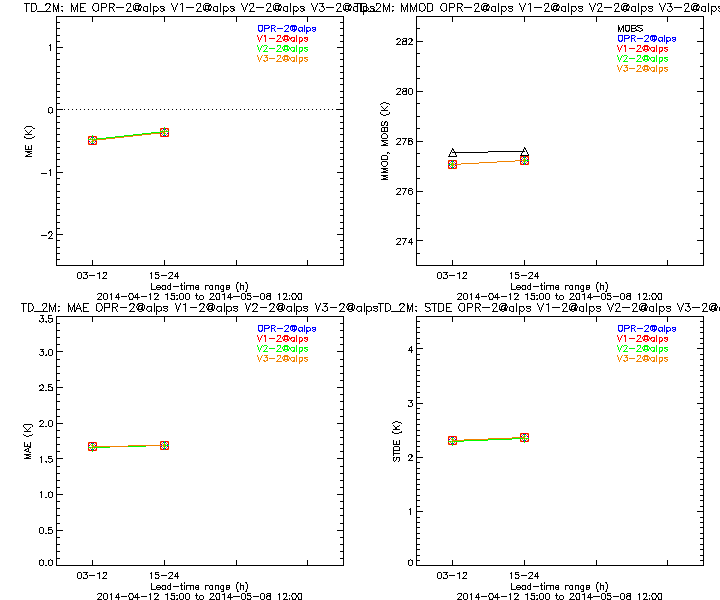 TD_2M: ME OPR-2@alps V1-2@alps V2-2@alps V3-2@alps
OPR-2@alps
V1-2@alps
V2-2@alps
V3-2@alps
1
0
-1
-2
ME (K)
03-12 15-24
Lead-time range (h)
2014-04-12 15:00 to 2014-05-08 12:00
TD_2M: MMOD OPR-2@alps V1-2@alps V2-2@alps V3-2@alps
MOBS
OPR-2@alps
V1-2@alps
V2-2@alps
V3-2@alps
282
280
278
276
274
MMOD, MOBS (K)
03-12 15-24
Lead-time range (h)
2014-04-12 15:00 to 2014-05-08 12:00
TD_2M: MAE OPR-2@alps V1-2@alps V2-2@alps V3-2@alps
OPR-2@alps
V1-2@alps
V2-2@alps
V3-2@alps
3.5
3.0
2.5
2.0
1.5
1.0
0.5
0.0
MAE (K)
03-12 15-24
Lead-time range (h)
2014-04-12 15:00 to 2014-05-08 12:00
TD_2M: STDE OPR-2@alps V1-2@alps V2-2@alps V3-2@a
OPR-2@alps
V1-2@alps
V2-2@alps
V3-2@alps
4
3
2
1
0
STDE (K)
03-12 15-24
Lead-time range (h)
2014-04-12 15:00 to 2014-05-08 12:00